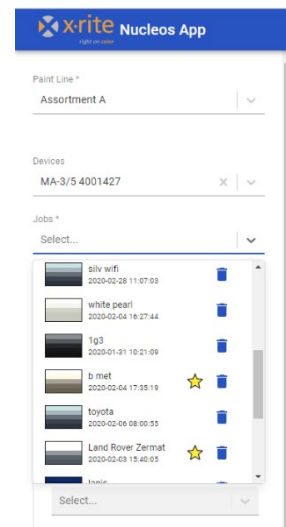 x·rite Nucleos App
right on color
Paint Line *
Assortment A
Devices
MA-3/5 4001427
Jobs *
Select...
silv wifi
2020-02-28 11:07:03
white pearl
2020-02-04 16:27:44
1g3
2020-01-31 10:21:09
b met
2020-02-04 17:35:19
toyota
2020-02-06 08:00:55
Land Rover Zermat
2020-02-03 15:40:05
Select...